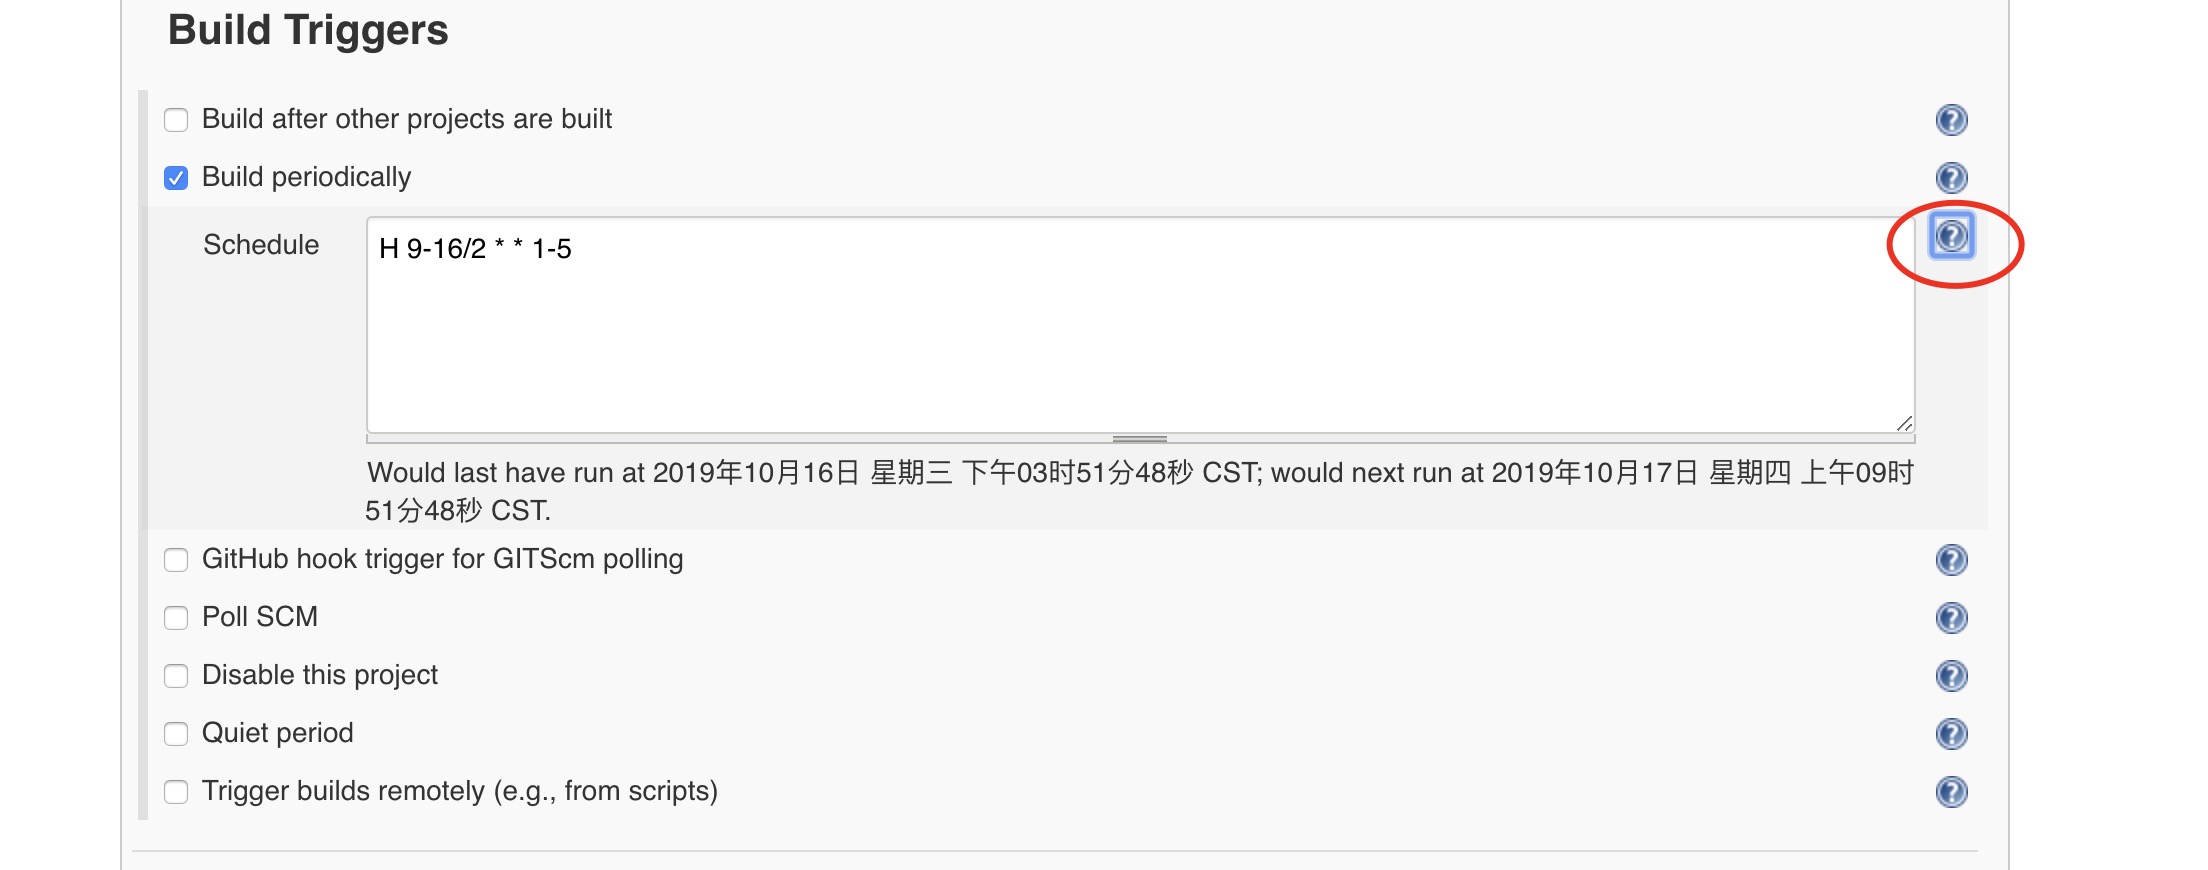 Build Triggers
Build after other projects are built
Build periodically
Schedule
H 9-16/2 * * 1-5
Would last have run at 2019年10月16日 星期三 下午03时51分48秒 CST; would next run at 2019年10月17日 星期四 上午09时
51分48秒 CST.
GitHub hook trigger for GITScm polling
Poll SCM
Disable this project
Quiet period
Trigger builds remotely (e.g., from scripts)